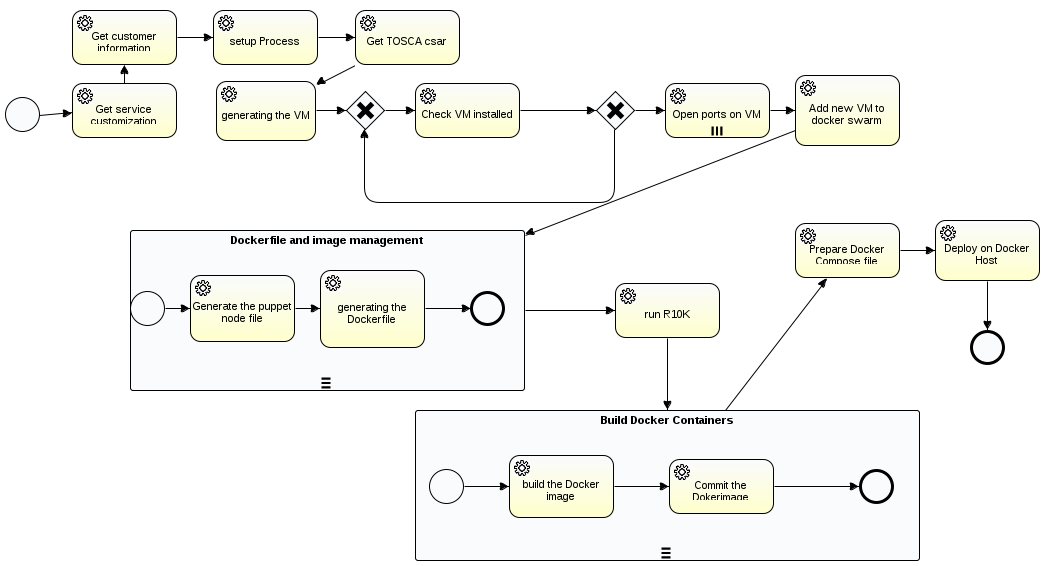 Get customer
information
setup Process
Get TOSCA csar
Get service
customization
generating the VM
Check VM installed
Open ports on VM
Add new VM to
docker swarm
Dockerfile and image management
Generate the puppet
node file
generating the
Dockerfile
run R10K
Prepare Docker
Compose file
Deploy on Docker
Host
Build Docker Containers
build the Docker
image
Commit the
Dokerimage